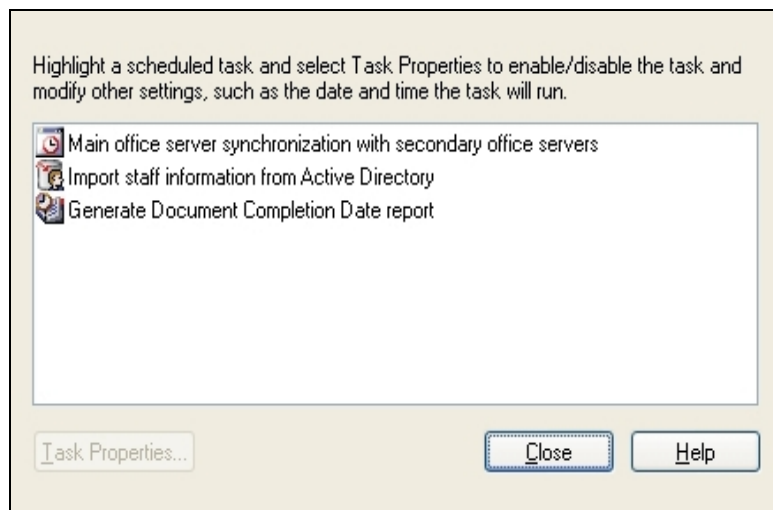 Highlight a scheduled task and select Task Properties to enable/disable the task and
modify other settings, such as the date and time the task will run.
Main office server synchronization with secondary office servers
Import staff information from Active Directory
Generate Document Completion Date report
Task Properties...
Close
Help